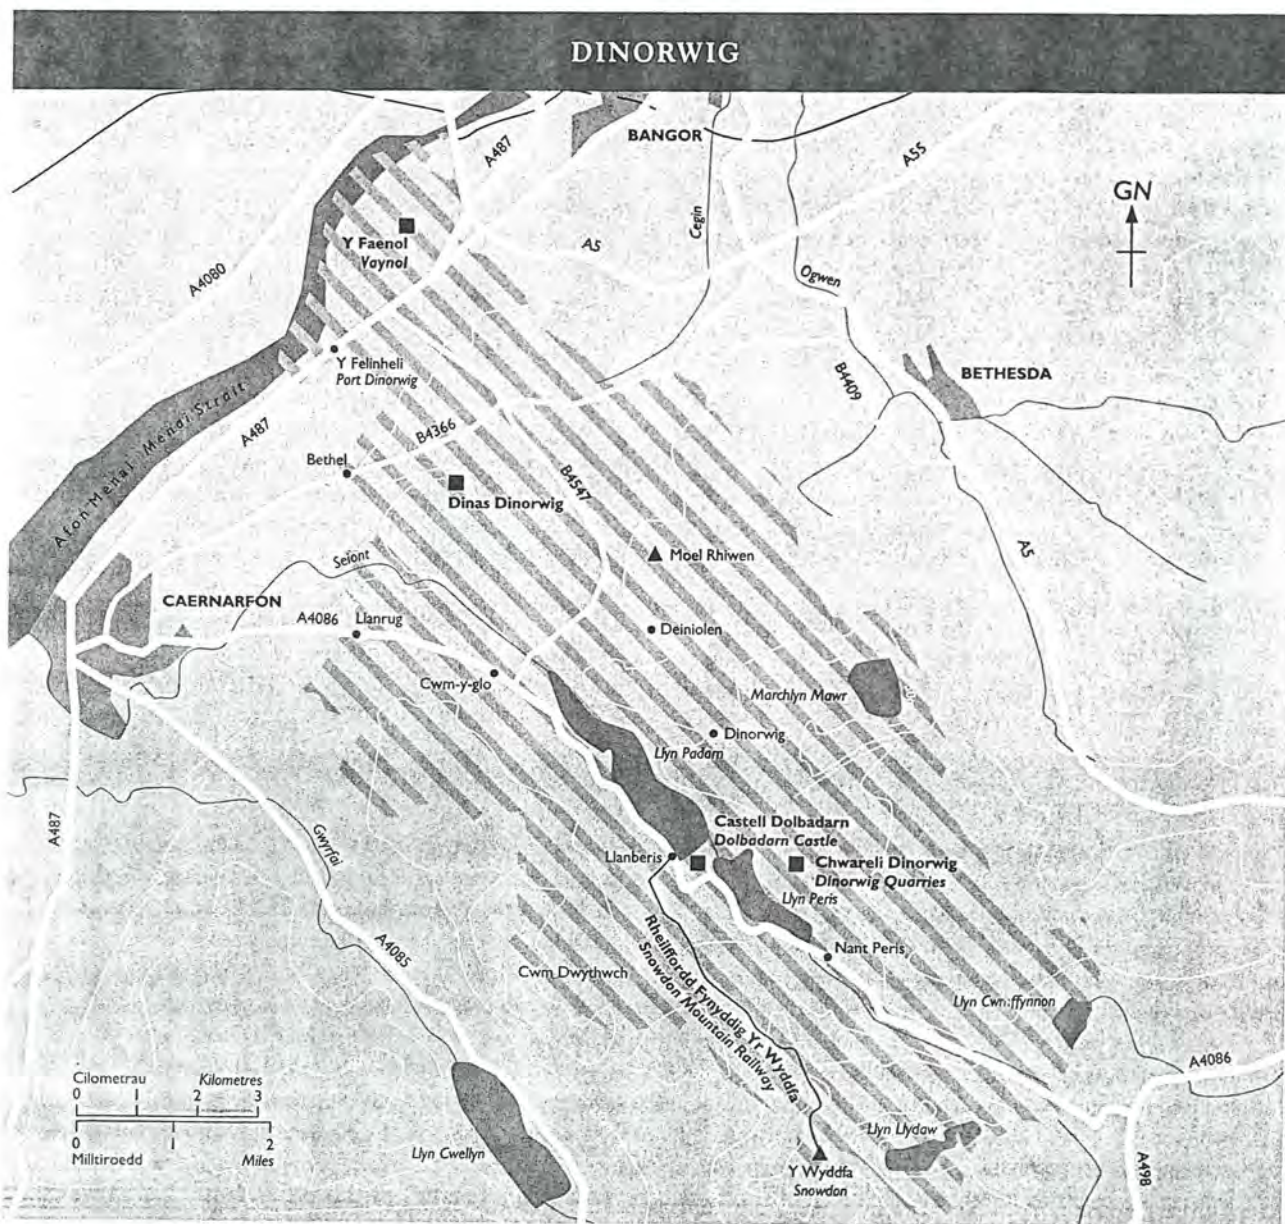 DINORWIG
BANGOR
A487
A55
GN
Cegin
Y Faenol
Vaynol
A5
A4080
Ogwen
Y Felinheli
Port Dinorwig
B4409
BETHESDA
Afon Menai Menai Strait
A487
B4366
Bethel
B4547
Dinas Dinorwig
A5
Moel Rhiwen
Seiont
CAERNARFON
A4086
Llanrug
Deiniolen
Cwm-y-glo
Marchlyn Mawr
Dinorwig
Llyn Padarn
A487
Gwyrfai
Castell Dolbadarn
Dolbadarn Castle
Llanberis
Chwareli Dinorwig
Dinorwig Quarries
Llyn Peris
A4085
Nant Peris
Cwm Dwythwch
Rheilffordd Fynyddig Yr Wyddfa
Snowdon Mountain Railway
Llyn Cwmffynnon
A4086
Cilometrau Kilometres
0 1 2 3
0 1 2
Milltiroedd Miles
Llyn Cwellyn
Llyn Llydaw
Y Wyddfa
Snowdon
A498